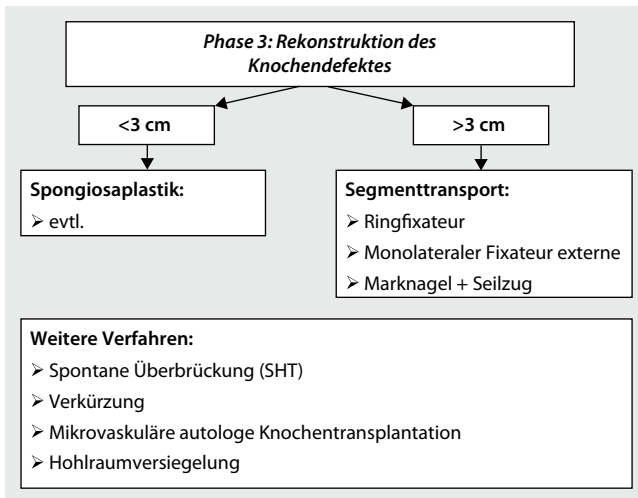 Phase 3: Rekonstruktion des
Knochendefektes
<3 cm
>3 cm
Spongiosaplastik:
➢ evtl.
Segmenttransport:
➢ Ringfixateur
➢ Monolateraler Fixateur externe
➢ Marknagel + Seilzug
Weitere Verfahren:
➢ Spontane Überbrückung (SHT)
➢ Verkürzung
➢ Mikrovaskuläre autologe Knochentransplantation
➢ Hohlraumversiegelung